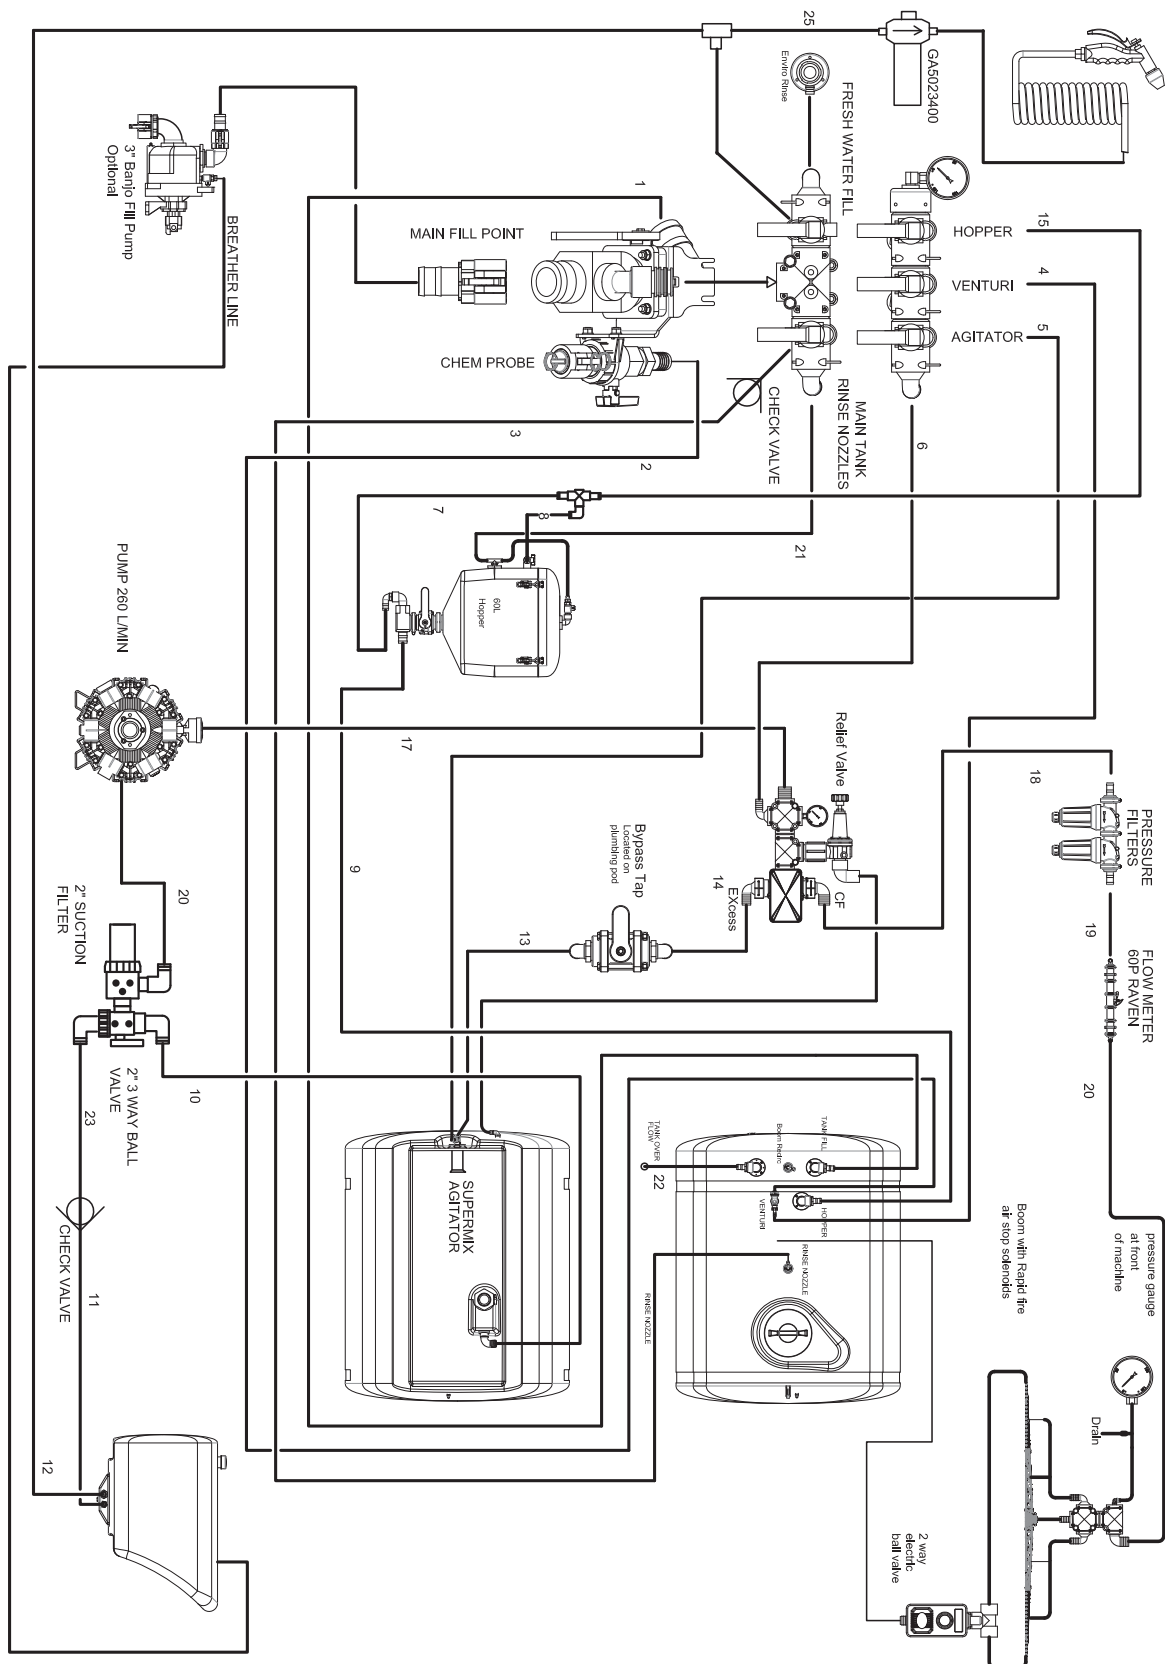 25
GA5023400
Enviro Rinse
FRESH WATER FILL
3" Banjo Fill Pump
Optional
BREATHER LINE
1
MAIN FILL POINT
HOPPER
15
VENTURI
4
AGITATOR
5
CHEM PROBE
CHECK VALVE
MAIN TANK
RINSE NOZZLES
3
2
6
7
8
21
60L
Hopper
PUMP 260 L/MIN
17
Relief Valve
18
PRESSURE
FILTERS
9
Bypass Tap
Located on
plumbing pod
14
EXcess
CF
13
20
2" SUCTION
FILTER
19
FLOW METER
60P RAVEN
2" 3 WAY BALL
VALVE
10
23
20
CHECK VALVE
11
SUPERMIX
AGITATOR
TANK OVER
FLOW
22
Boom Recirc
TANK FILL
VENTURI
HOPPER
RINSE NOZZLE
RINSE NOZZLE
Boom with Rapid fire
air stop solenoids
pressure gauge
at front
of machine
Drain
12
2 way
electric
ball valve